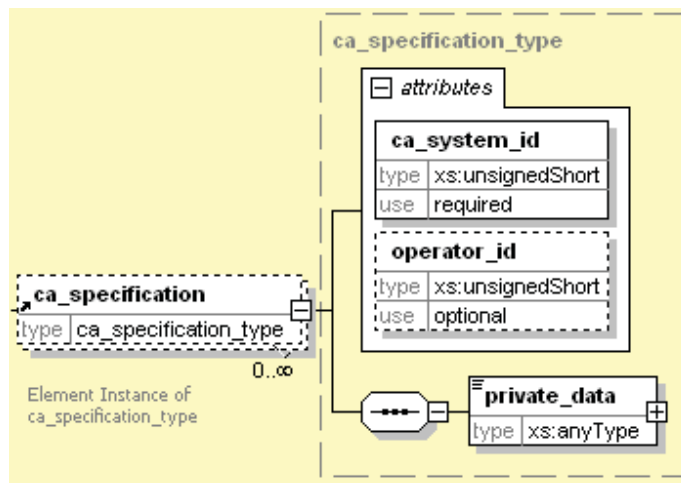 ca_specification_type
attributes
ca_system_id
type xs:unsignedShort
use required
operator_id
type xs:unsignedShort
use optional
ca_specification
type ca_specification_type
0..∞
Element Instance of
ca_specification_type
private_data
type xs:anyType